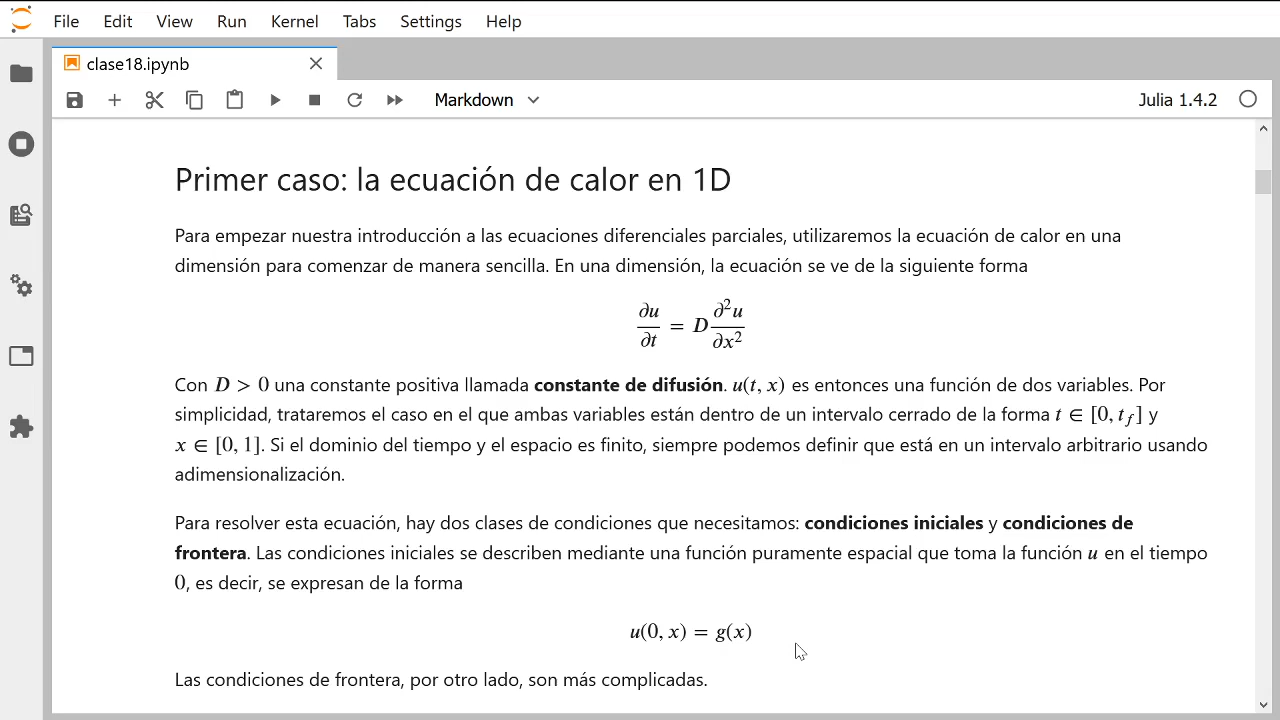 File Edit View Run Kernel Tabs Settings Help
clase18.ipynb
Markdown
Julia 1.4.2
Primer caso: la ecuación de calor en 1D
Para empezar nuestra introducción a las ecuaciones diferenciales parciales, utilizaremos la ecuación de calor en una
dimensión para comenzar de manera sencilla. En una dimensión, la ecuación se ve de la siguiente forma
∂u/∂t = D ∂²u/∂x²
Con D > 0 una constante positiva llamada constante de difusión. u(t, x) es entonces una función de dos variables. Por
simplicidad, trataremos el caso en el que ambas variables están dentro de un intervalo cerrado de la forma t ∈ [0, t_f] y
x ∈ [0, 1]. Si el dominio del tiempo y el espacio es finito, siempre podemos definir que está en un intervalo arbitrario usando
adimensionalización.
Para resolver esta ecuación, hay dos clases de condiciones que necesitamos: condiciones iniciales y condiciones de
frontera. Las condiciones iniciales se describen mediante una función puramente espacial que toma la función u en el tiempo
0, es decir, se expresan de la forma
u(0, x) = g(x)
Las condiciones de frontera, por otro lado, son más complicadas.